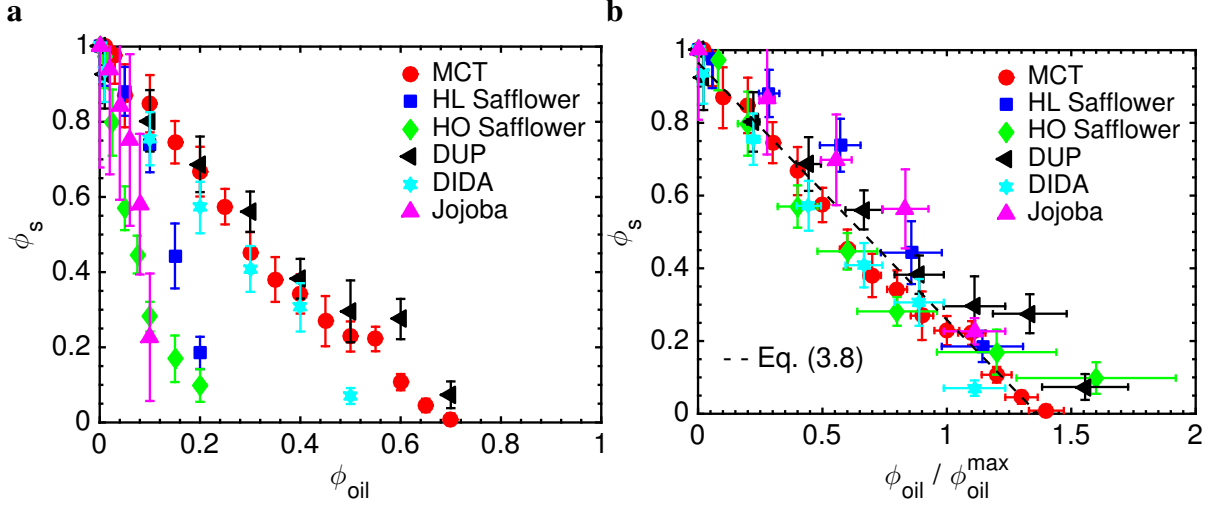 a
1
0.8
0.6
0.4
0.2
0
ϕs
0
0.2
0.4
0.6
0.8
1
ϕoil
MCT
HL Safflower
HO Safflower
DUP
DIDA
Jojoba
b
1
0.8
0.6
0.4
0.2
0
ϕs
0
0.5
1
1.5
2
ϕoil / ϕoil^max
MCT
HL Safflower
HO Safflower
DUP
DIDA
Jojoba
-- Eq. (3.8)